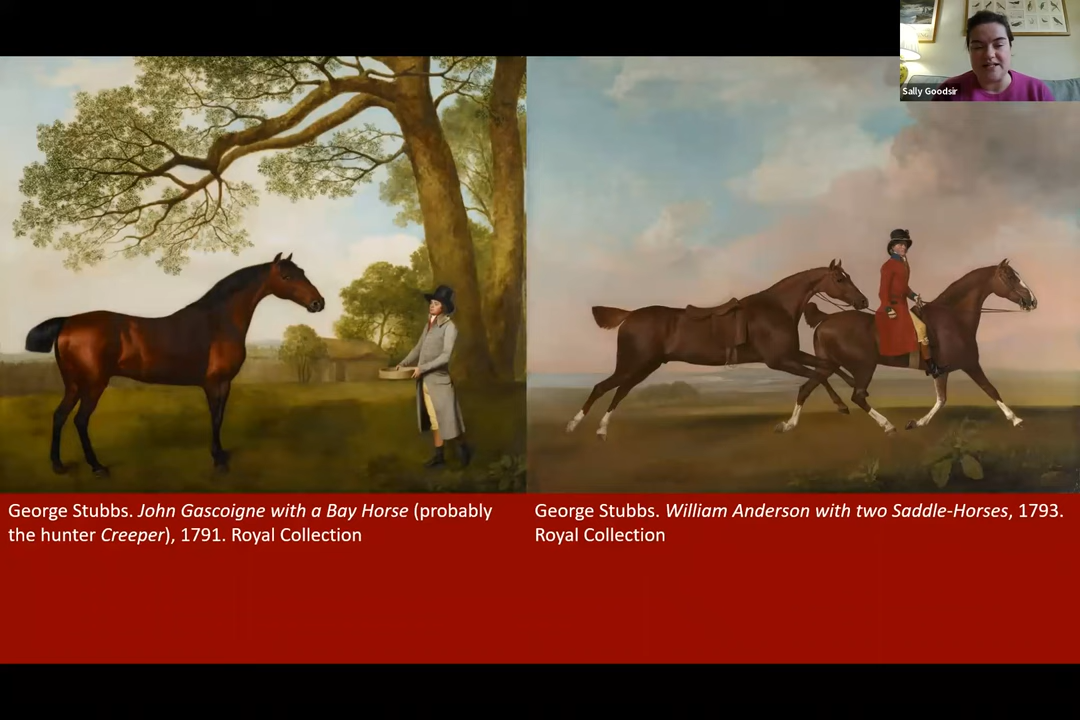 Sally Goodsir
George Stubbs. John Gascoigne with a Bay Horse (probably
the hunter Creeper), 1791. Royal Collection
George Stubbs. William Anderson with two Saddle-Horses, 1793.
Royal Collection